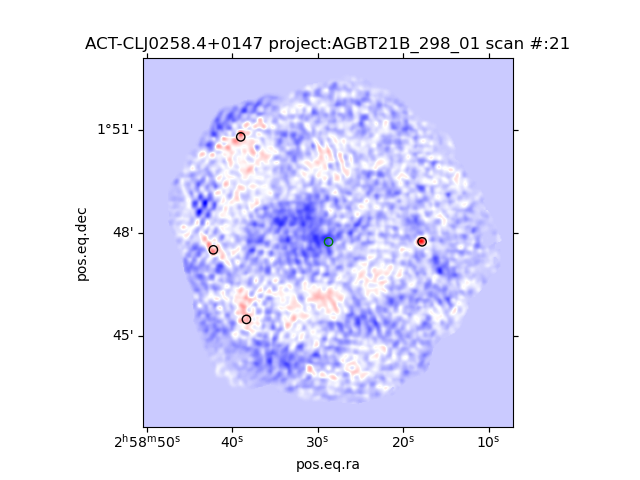 ACT-CLJ0258.4+0147 project:AGBT21B_298_01 scan #:21
1°51'
48'
45'
pos.eq.dec
2ʰ58ᵐ50ˢ 40ˢ 30ˢ 20ˢ 10ˢ
pos.eq.ra